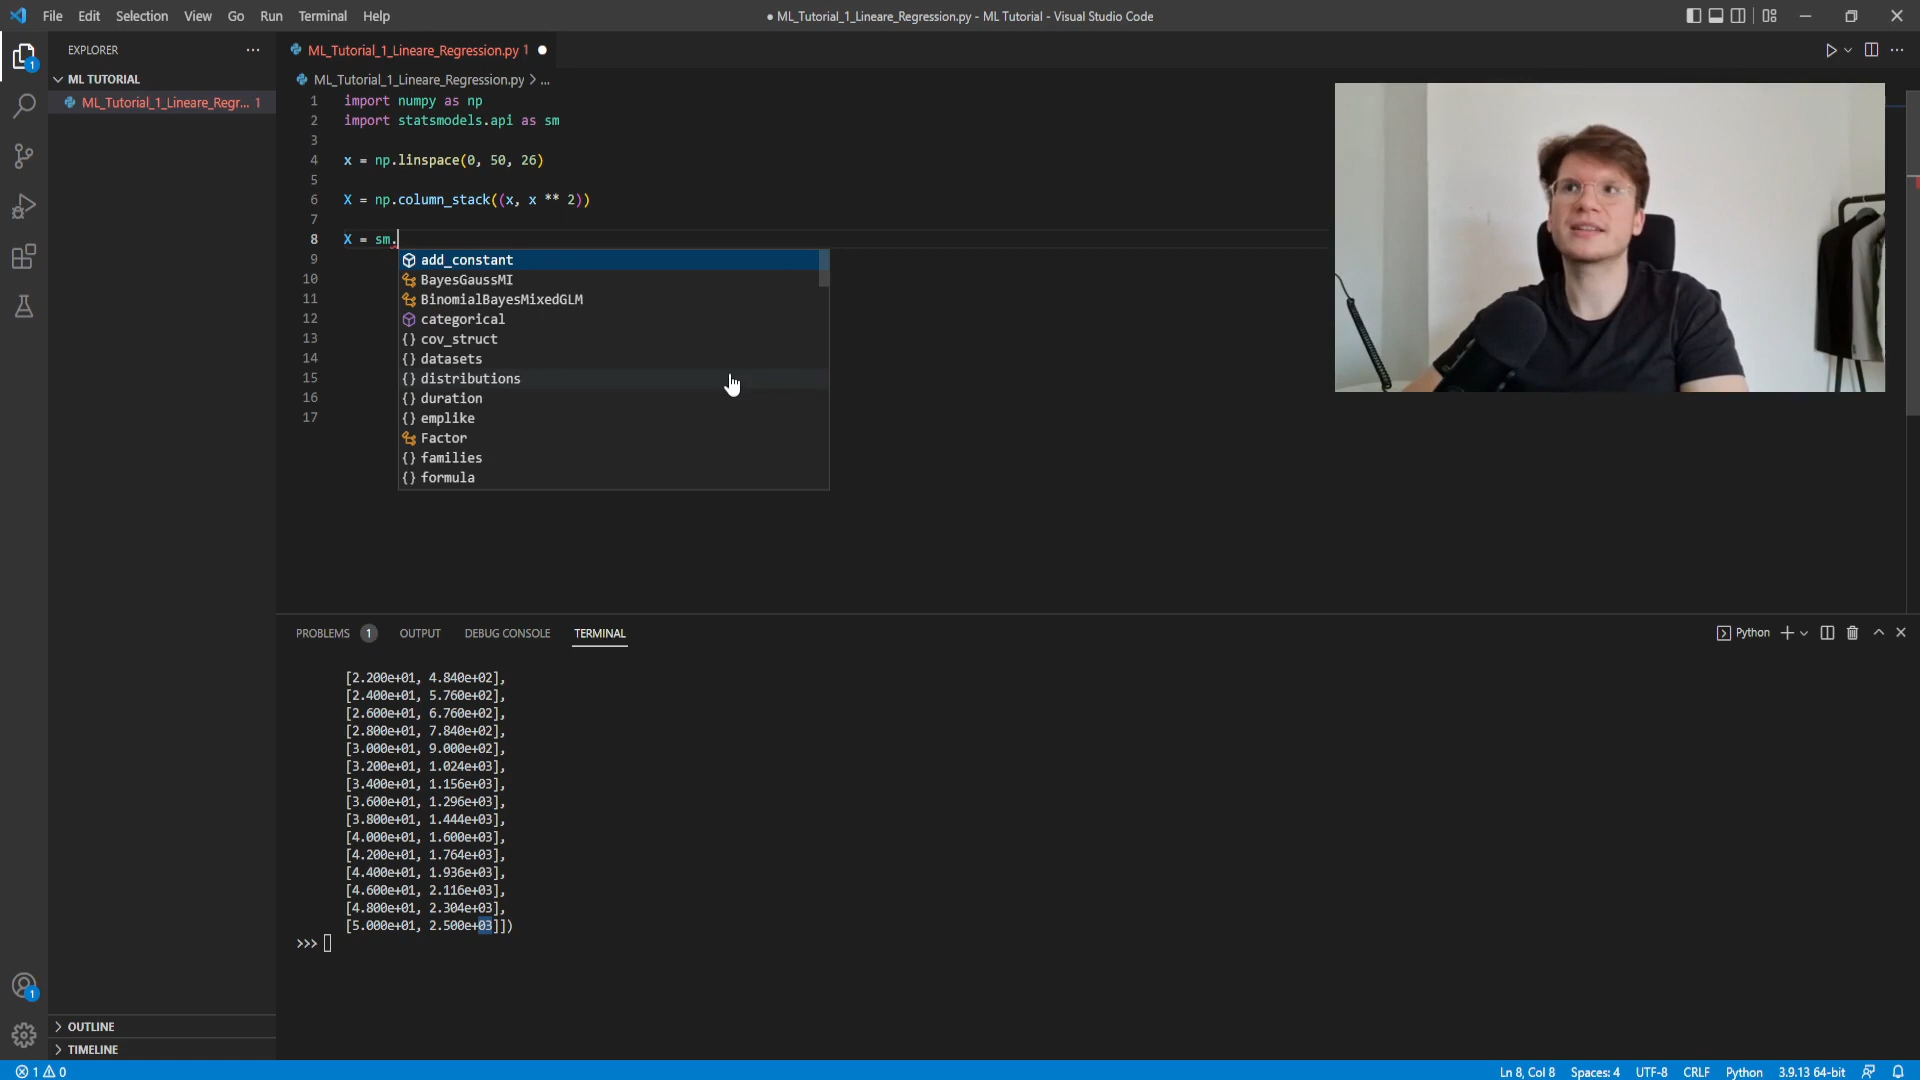 File Edit Selection View Go Run Terminal Help
● ML_Tutorial_1_Lineare_Regression.py - ML Tutorial - Visual Studio Code
EXPLORER
ML TUTORIAL
ML_Tutorial_1_Lineare_Regr... 1
ML_Tutorial_1_Lineare_Regression.py 1
ML_Tutorial_1_Lineare_Regression.py > ...
1 import numpy as np
2 import statsmodels.api as sm
3
4 x = np.linspace(0, 50, 26)
5
6 X = np.column_stack((x, x ** 2))
7
8 X = sm.
9
10
11
12
13
14
15
16
17
add_constant
BayesGaussMI
BinomialBayesMixedGLM
categorical
{} cov_struct
{} datasets
{} distributions
{} duration
{} emplike
Factor
{} families
{} formula
PROBLEMS 1 OUTPUT DEBUG CONSOLE TERMINAL
Python
[2.200e+01, 4.840e+02],
[2.400e+01, 5.760e+02],
[2.600e+01, 6.760e+02],
[2.800e+01, 7.840e+02],
[3.000e+01, 9.000e+02],
[3.200e+01, 1.024e+03],
[3.400e+01, 1.156e+03],
[3.600e+01, 1.296e+03],
[3.800e+01, 1.444e+03],
[4.000e+01, 1.600e+03],
[4.200e+01, 1.764e+03],
[4.400e+01, 1.936e+03],
[4.600e+01, 2.116e+03],
[4.800e+01, 2.304e+03],
[5.000e+01, 2.500e+03]])
>>>
1
1
OUTLINE
TIMELINE
1 0
Ln 8, Col 8 Spaces: 4 UTF-8 CRLF Python 3.9.13 64-bit